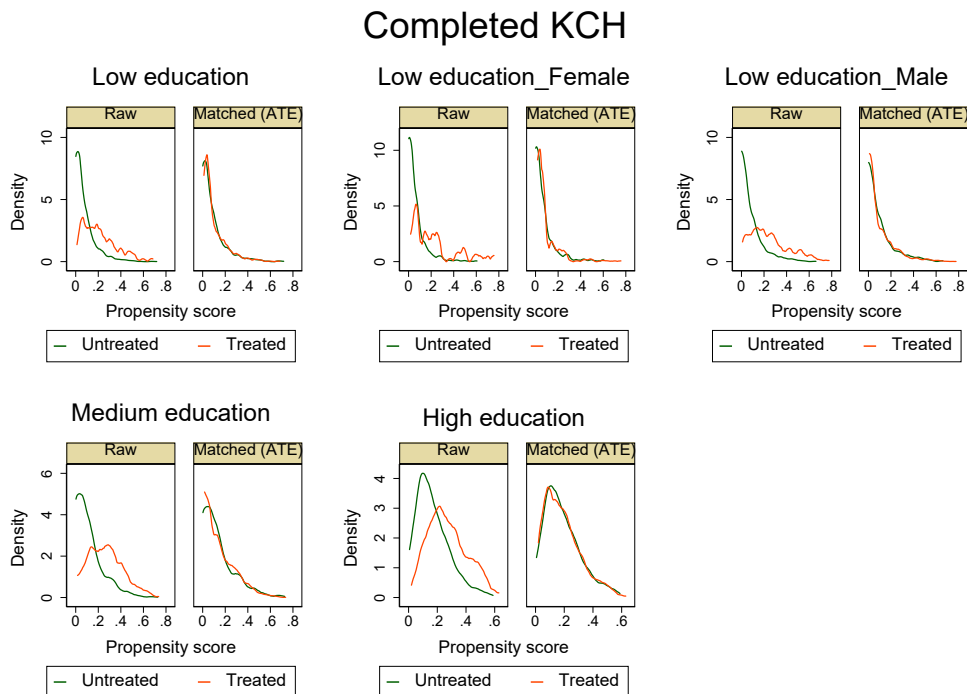 Completed KCH
Low education
Raw
Matched (ATE)
Density
0
5
10
0 .2 .4 .6 .8
0 .2 .4 .6 .8
Propensity score
Untreated
Treated
Low education_Female
Raw
Matched (ATE)
Density
0
5
10
0 .2 .4 .6 .8
0 .2 .4 .6 .8
Propensity score
Untreated
Treated
Low education_Male
Raw
Matched (ATE)
Density
0
5
10
0 .2 .4 .6 .8
0 .2 .4 .6 .8
Propensity score
Untreated
Treated
Medium education
Raw
Matched (ATE)
Density
0
2
4
6
0 .2 .4 .6 .8
0 .2 .4 .6 .8
Propensity score
Untreated
Treated
High education
Raw
Matched (ATE)
Density
0
1
2
3
4
0 .2 .4 .6
0 .2 .4 .6
Propensity score
Untreated
Treated